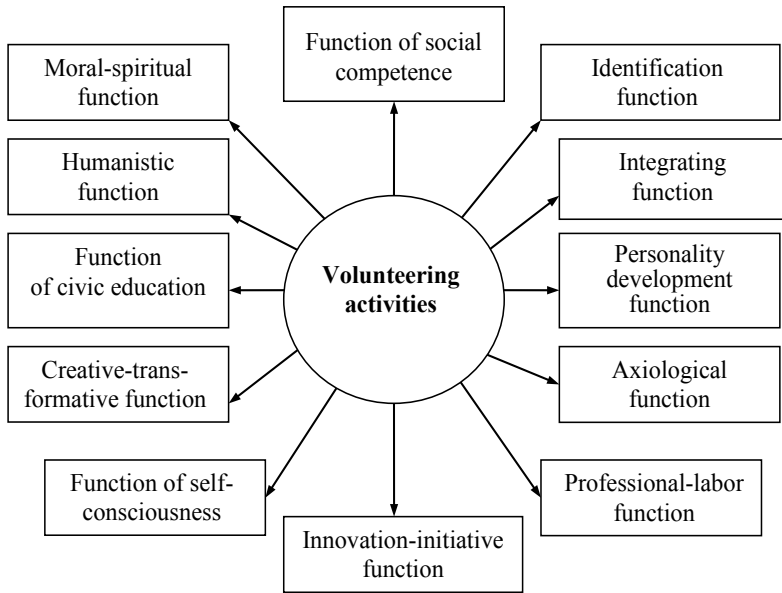 Function of social
competence
Moral-spiritual
function
Identification
function
Humanistic
function
Integrating
function
Function
of civic education
Volunteering
activities
Personality
development
function
Creative-trans-
formative function
Axiological
function
Function of self-
consciousness
Professional-labor
function
Innovation-initiative
function